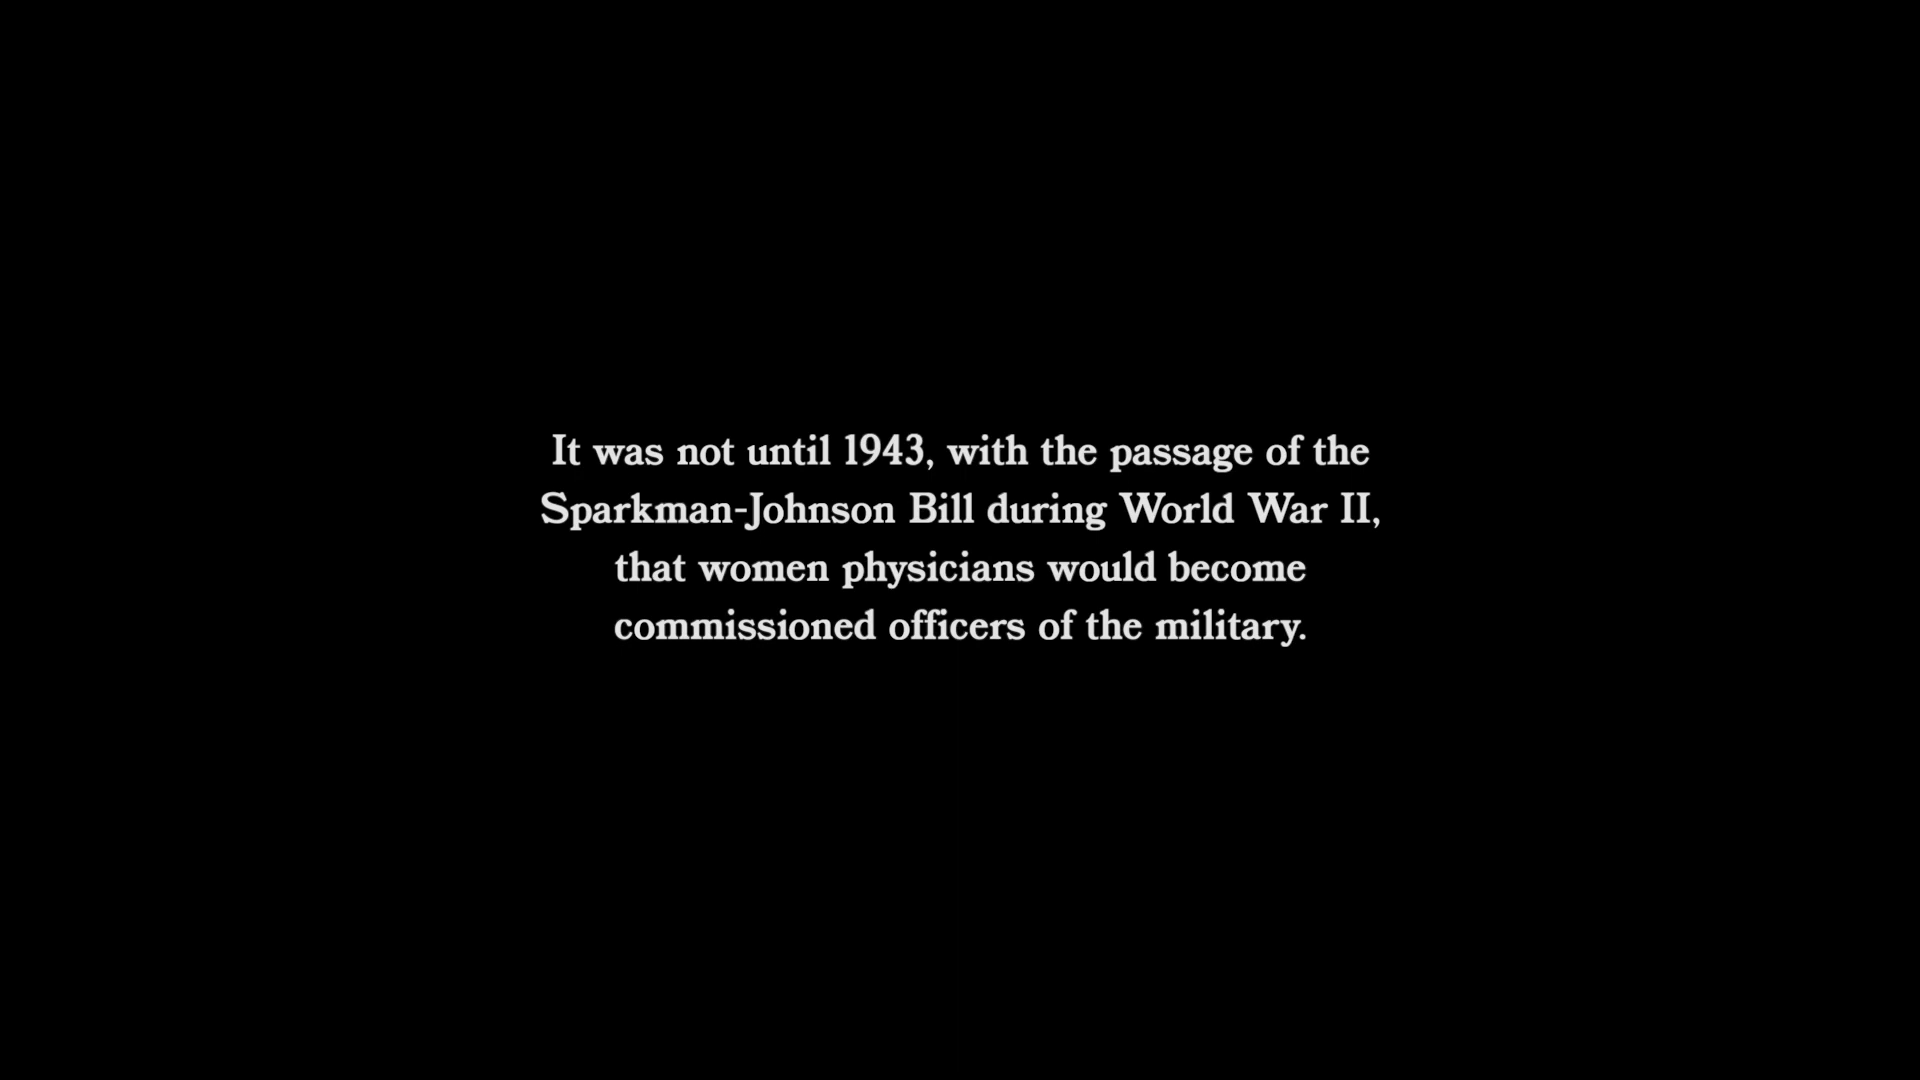 It was not until 1943, with the passage of the
Sparkman-Johnson Bill during World War II,
that women physicians would become
commissioned officers of the military.